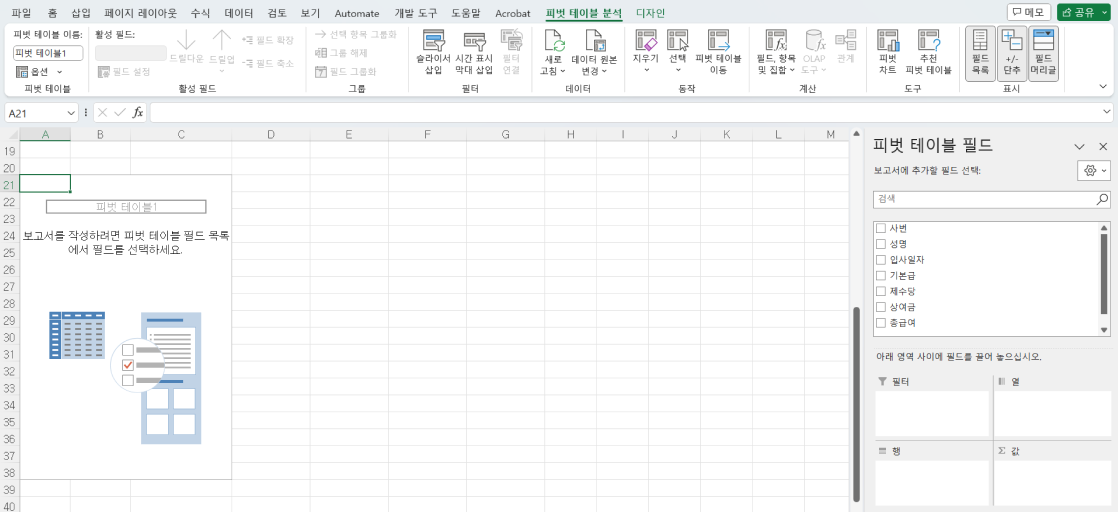 파일 홈 삽입 페이지 레이아웃 수식 데이터 검토 보기 Automate 개발 도구 도움말 Acrobat 피벗 테이블 분석 디자인 메모 공유
피벗 테이블 이름:
피벗 테이블1
옵션
피벗 테이블
활성 필드:
필드 설정
드릴다운 드릴업
필드 확장
필드 축소
활성 필드
선택 항목 그룹화
그룹 해제
필드 그룹화
그룹
슬라이서 삽입
시간 표시 막대 삽입
필터 연결
필터
새로 고침
데이터 원본 변경
데이터
지우기
선택
피벗 테이블 이동
동작
필드, 항목 및 집합
OLAP 도구
관계
계산
피벗 차트
추천 피벗 테이블
도구
필드 목록
+/- 단추
필드 머리글
표시
A21 fx
A B C D E F G H I J K L M
19
20
21
22
23
24
25
26
27
28
29
30
31
32
33
34
35
36
37
38
39
40
피벗 테이블1
보고서를 작성하려면 피벗 테이블 필드 목록
에서 필드를 선택하세요.
피벗 테이블 필드
보고서에 추가할 필드 선택:
검색
사번
성명
입사일자
기본급
제수당
상여금
총급여
아래 영역 사이에 필드를 끌어 놓으십시오.
필터 열
행 Σ 값